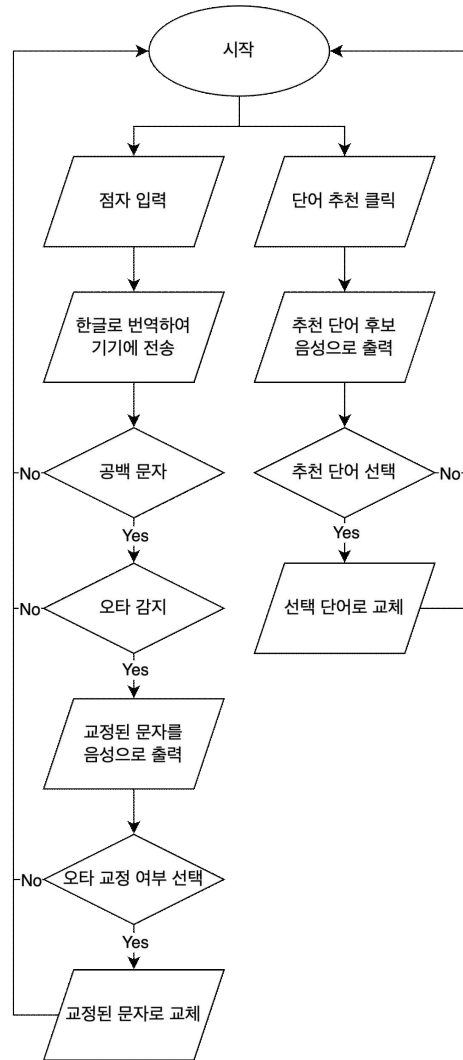 시작
점자 입력
단어 추천 클릭
한글로 번역하여
기기에 전송
추천 단어 후보
음성으로 출력
No
공백 문자
추천 단어 선택
No
Yes
Yes
No
오타 감지
선택 단어로 교체
Yes
교정된 문자를
음성으로 출력
No
오타 교정 여부 선택
Yes
교정된 문자로 교체